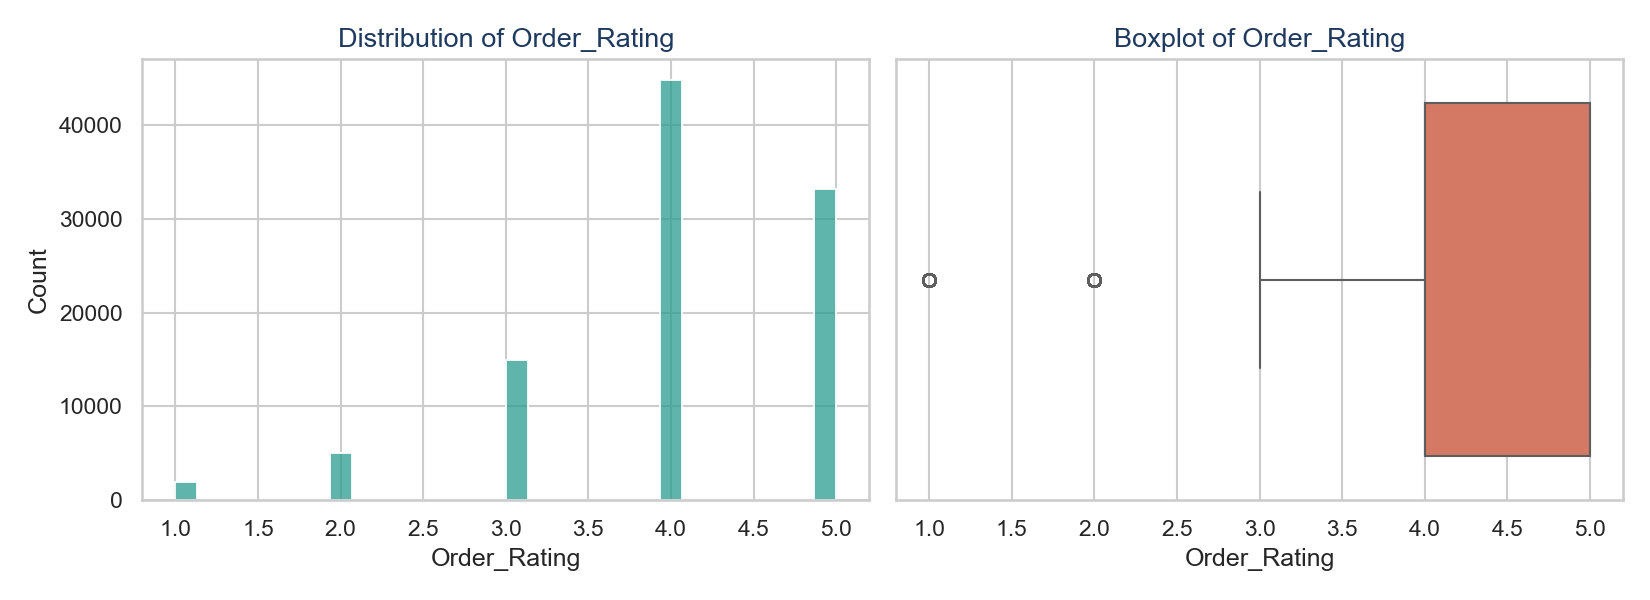 Distribution of Order_Rating
Count
40000
30000
20000
10000
0
1.0 1.5 2.0 2.5 3.0 3.5 4.0 4.5 5.0
Order_Rating
Boxplot of Order_Rating
1.0 1.5 2.0 2.5 3.0 3.5 4.0 4.5 5.0
Order_Rating